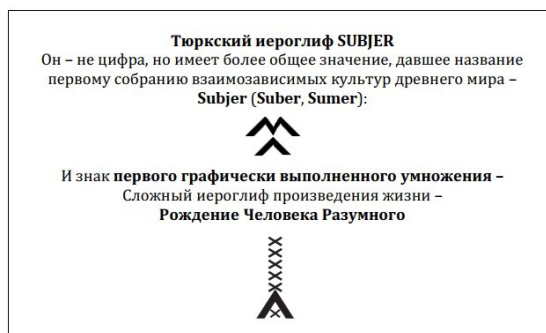 Тюркский иероглиф SUBJER
Он – не цифра, но имеет более общее значение, давшее название
первому собранию взаимозависимых культур древнего мира –
Subjer (Suber, Sumer):
И знак первого графически выполненного умножения –
Сложный иероглиф произведения жизни –
Рождение Человека Разумного